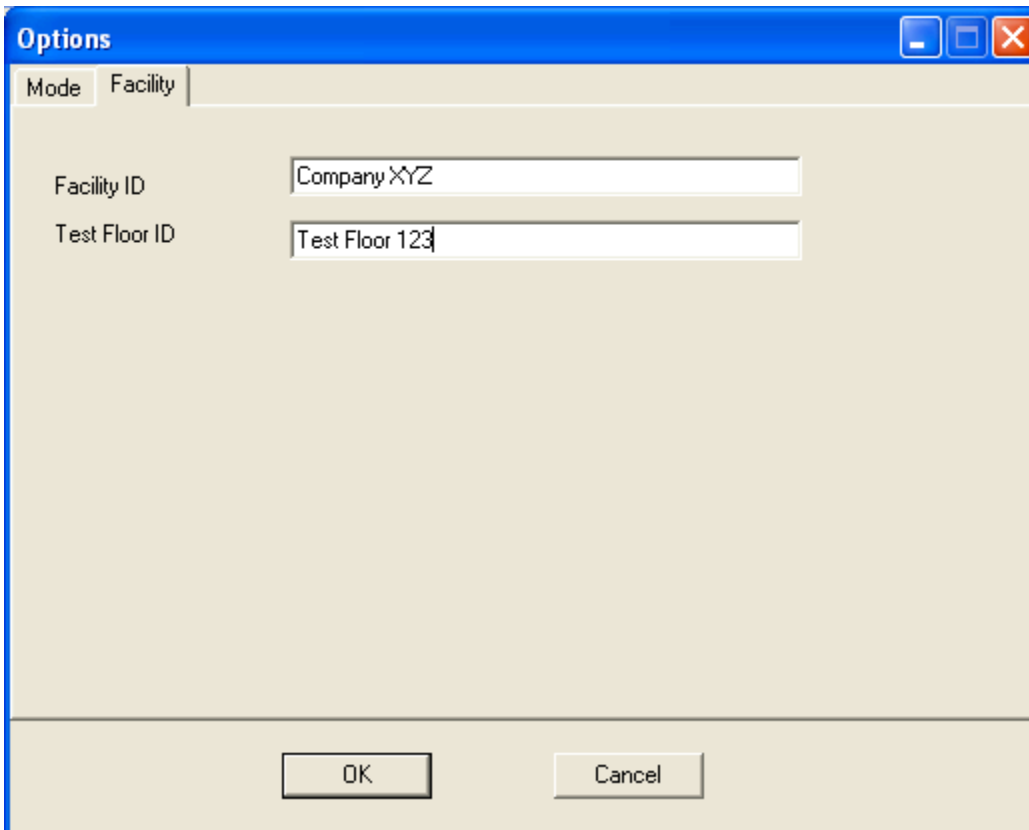 Options
Mode Facility
Facility ID Company XYZ
Test Floor ID Test Floor 123
OK Cancel